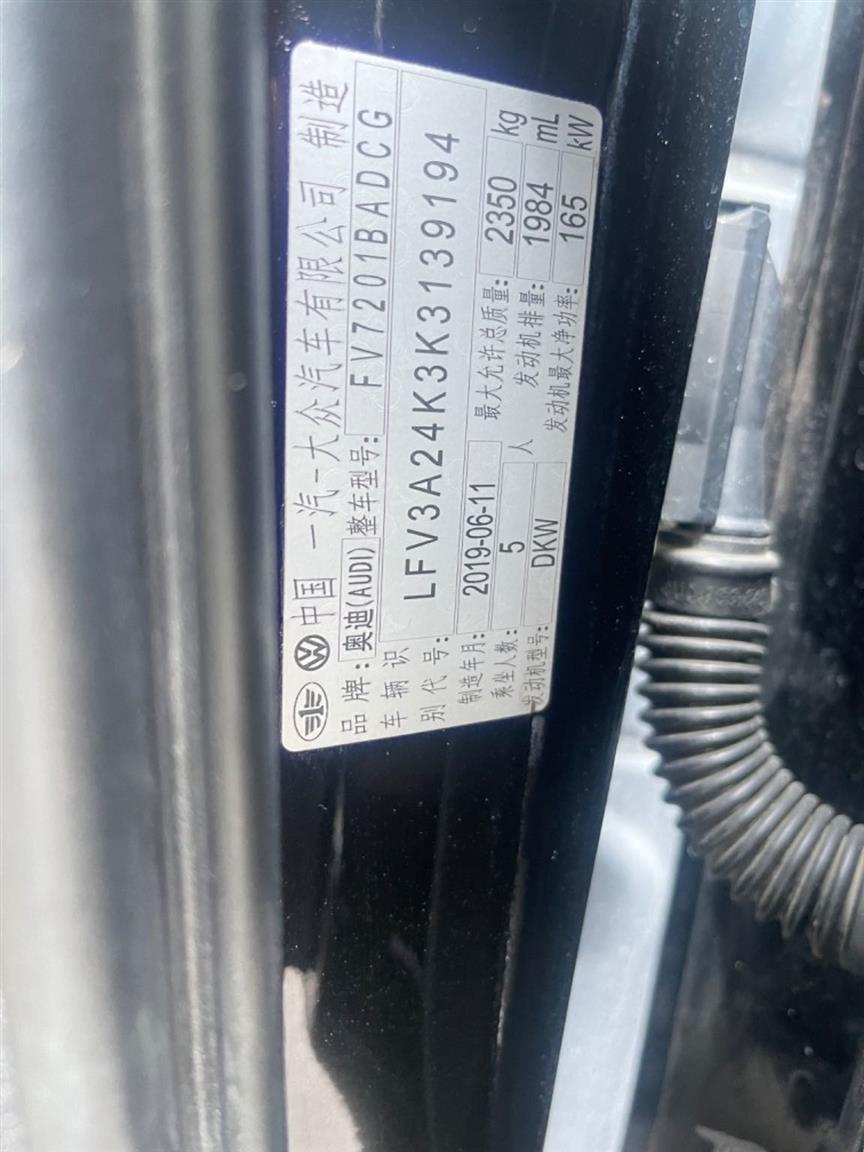 中国 一汽-大众汽车有限公司 制造
品牌: 奥迪(AUDI) 整车型号: FV7201BADCG
车辆识别代号: LFV3A24K3K3139194
制造年月: 2019-06-11 最大允许总质量: 2350 kg
乘坐人数: 5 人 发动机排量: 1984 mL
发动机型号: DKW 发动机最大净功率: 165 kW